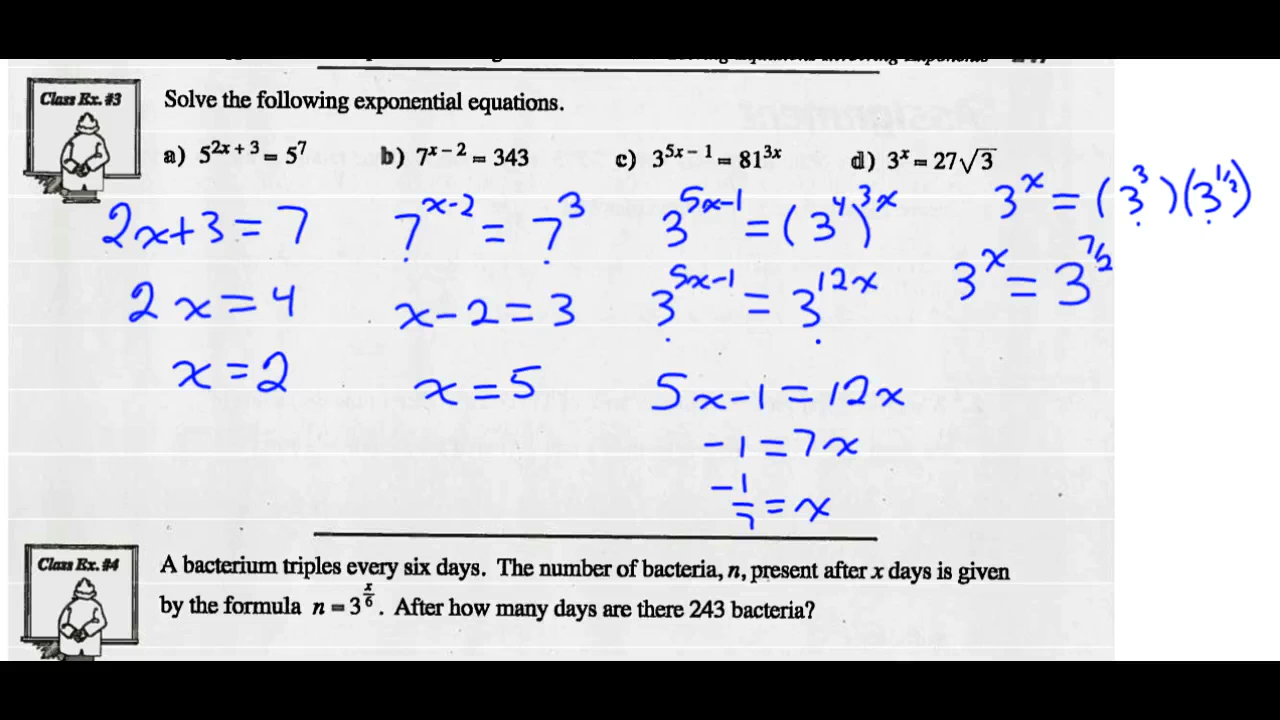 Class Ex. #3
Solve the following exponential equations.
a) 5^{2x + 3} = 5^7 b) 7^{x – 2} = 343 c) 3^{5x – 1} = 81^{3x} d) 3^x = 27√3
2x+3=7
2x=4
x=2
7^{x-2} = 7^3
x-2=3
x=5
3^{5x-1} = (3^4)^{3x}
3^{5x-1} = 3^{12x}
5x-1=12x
-1=7x
-1/7=x
3^x = (3^3)(3^{1/2})
3^x = 3^{7/2}
Class Ex. #4
A bacterium triples every six days. The number of bacteria, n, present after x days is given
by the formula n = 3^{x/6}. After how many days are there 243 bacteria?